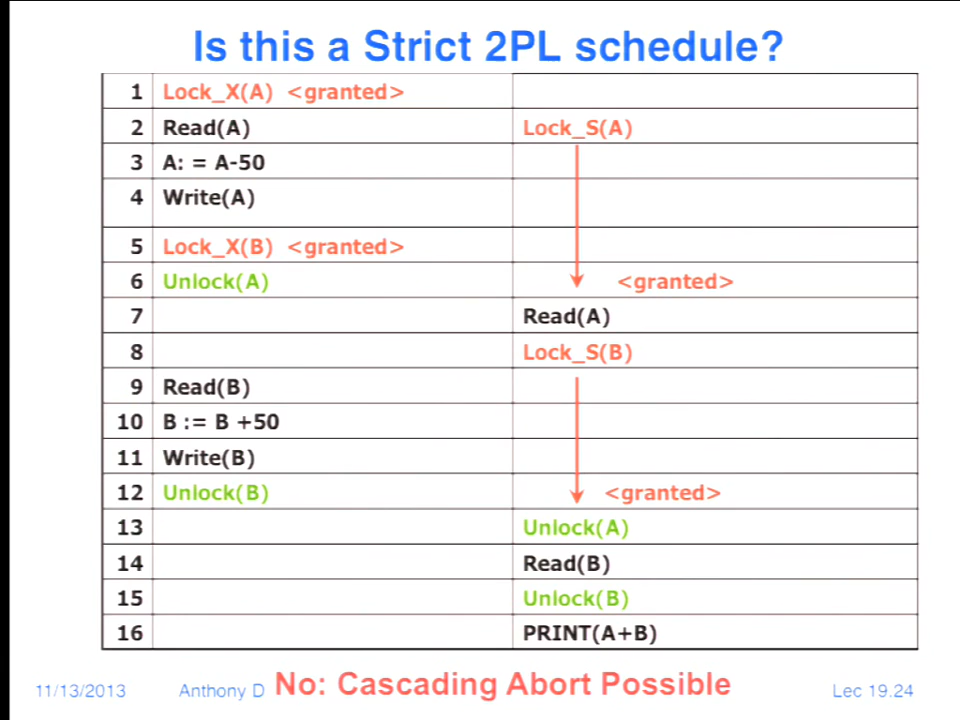 Is this a Strict 2PL schedule?
1 Lock_X(A) <granted>
2 Read(A) Lock_S(A)
3 A: = A-50
4 Write(A)
5 Lock_X(B) <granted>
6 Unlock(A) <granted>
7 Read(A)
8 Lock_S(B)
9 Read(B)
10 B := B +50
11 Write(B)
12 Unlock(B) <granted>
13 Unlock(A)
14 Read(B)
15 Unlock(B)
16 PRINT(A+B)
11/13/2013 Anthony D No: Cascading Abort Possible Lec 19.24